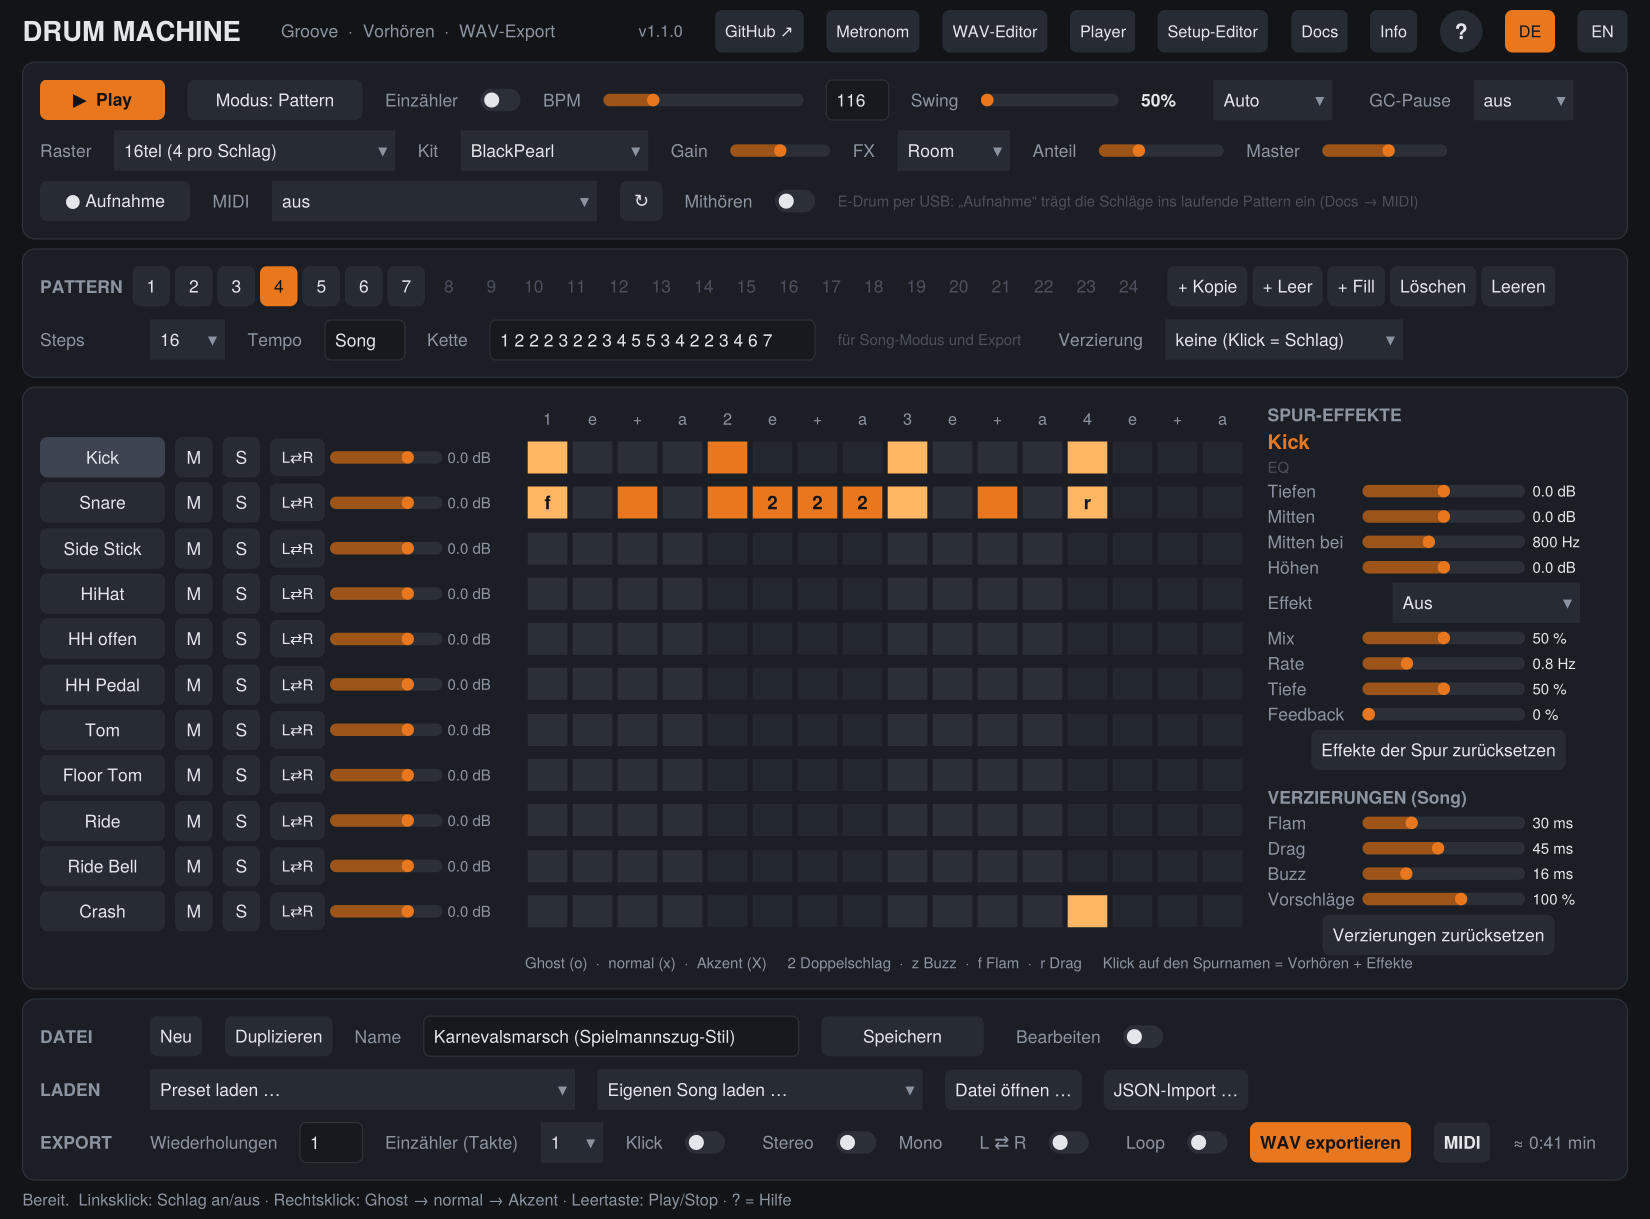 DRUM MACHINE Groove · Vorhören · WAV-Export v1.1.0 GitHub ↗ Metronom WAV-Editor Player Setup-Editor Docs Info ? DE EN
▶ Play Modus: Pattern Einzähler BPM 116 Swing 50% Auto ▼ GC-Pause aus ▼
Raster 16tel (4 pro Schlag) ▼ Kit BlackPearl ▼ Gain FX Room ▼ Anteil Master
● Aufnahme MIDI aus ▼ ↻ Mithören E-Drum per USB: „Aufnahme“ trägt die Schläge ins laufende Pattern ein (Docs → MIDI)
PATTERN 1 2 3 4 5 6 7 8 9 10 11 12 13 14 15 16 17 18 19 20 21 22 23 24 + Kopie + Leer + Fill Löschen Leeren
Steps 16 ▼ Tempo Song Kette 1 2 2 2 3 2 2 3 4 5 5 3 4 2 2 3 4 6 7 für Song-Modus und Export Verzierung keine (Klick = Schlag) ▼
1 e + a 2 e + a 3 e + a 4 e + a
Kick M S L⇄R 0.0 dB
Snare M S L⇄R 0.0 dB f 2 2 2 r
Side Stick M S L⇄R 0.0 dB
HiHat M S L⇄R 0.0 dB
HH offen M S L⇄R 0.0 dB
HH Pedal M S L⇄R 0.0 dB
Tom M S L⇄R 0.0 dB
Floor Tom M S L⇄R 0.0 dB
Ride M S L⇄R 0.0 dB
Ride Bell M S L⇄R 0.0 dB
Crash M S L⇄R 0.0 dB
Ghost (o) · normal (x) · Akzent (X) 2 Doppelschlag · z Buzz · f Flam · r Drag Klick auf den Spurnamen = Vorhören + Effekte
SPUR-EFFEKTE
Kick
EQ
Tiefen 0.0 dB
Mitten 0.0 dB
Mitten bei 800 Hz
Höhen 0.0 dB
Effekt Aus ▼
Mix 50 %
Rate 0.8 Hz
Tiefe 50 %
Feedback 0 %
Effekte der Spur zurücksetzen
VERZIERUNGEN (Song)
Flam 30 ms
Drag 45 ms
Buzz 16 ms
Vorschläge 100 %
Verzierungen zurücksetzen
DATEI Neu Duplizieren Name Karnevalsmarsch (Spielmannszug-Stil) Speichern Bearbeiten
LADEN Preset laden … ▼ Eigenen Song laden … ▼ Datei öffnen … JSON-Import …
EXPORT Wiederholungen 1 Einzähler (Takte) 1 ▼ Klick Stereo Mono L ⇄ R Loop WAV exportieren MIDI ≈ 0:41 min
Bereit. Linksklick: Schlag an/aus · Rechtsklick: Ghost → normal → Akzent · Leertaste: Play/Stop · ? = Hilfe